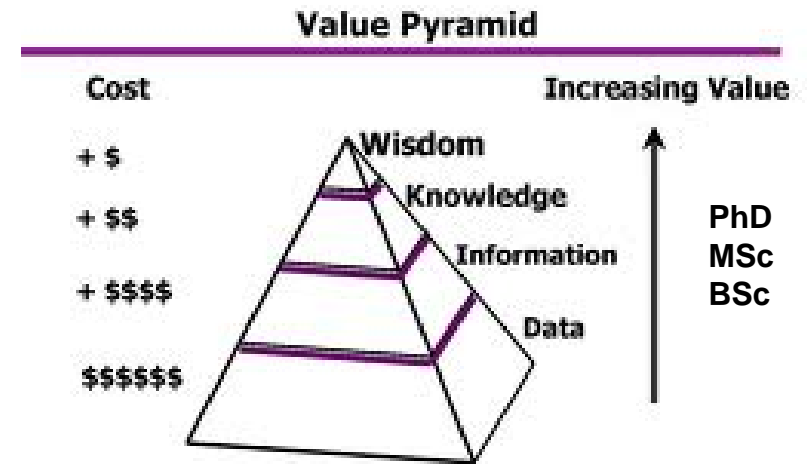 Value Pyramid
Cost
Increasing Value
+ $
Wisdom
+ $$
Knowledge
PhD
Information
MSc
+ $$$$
BSc
Data
$$$$$$